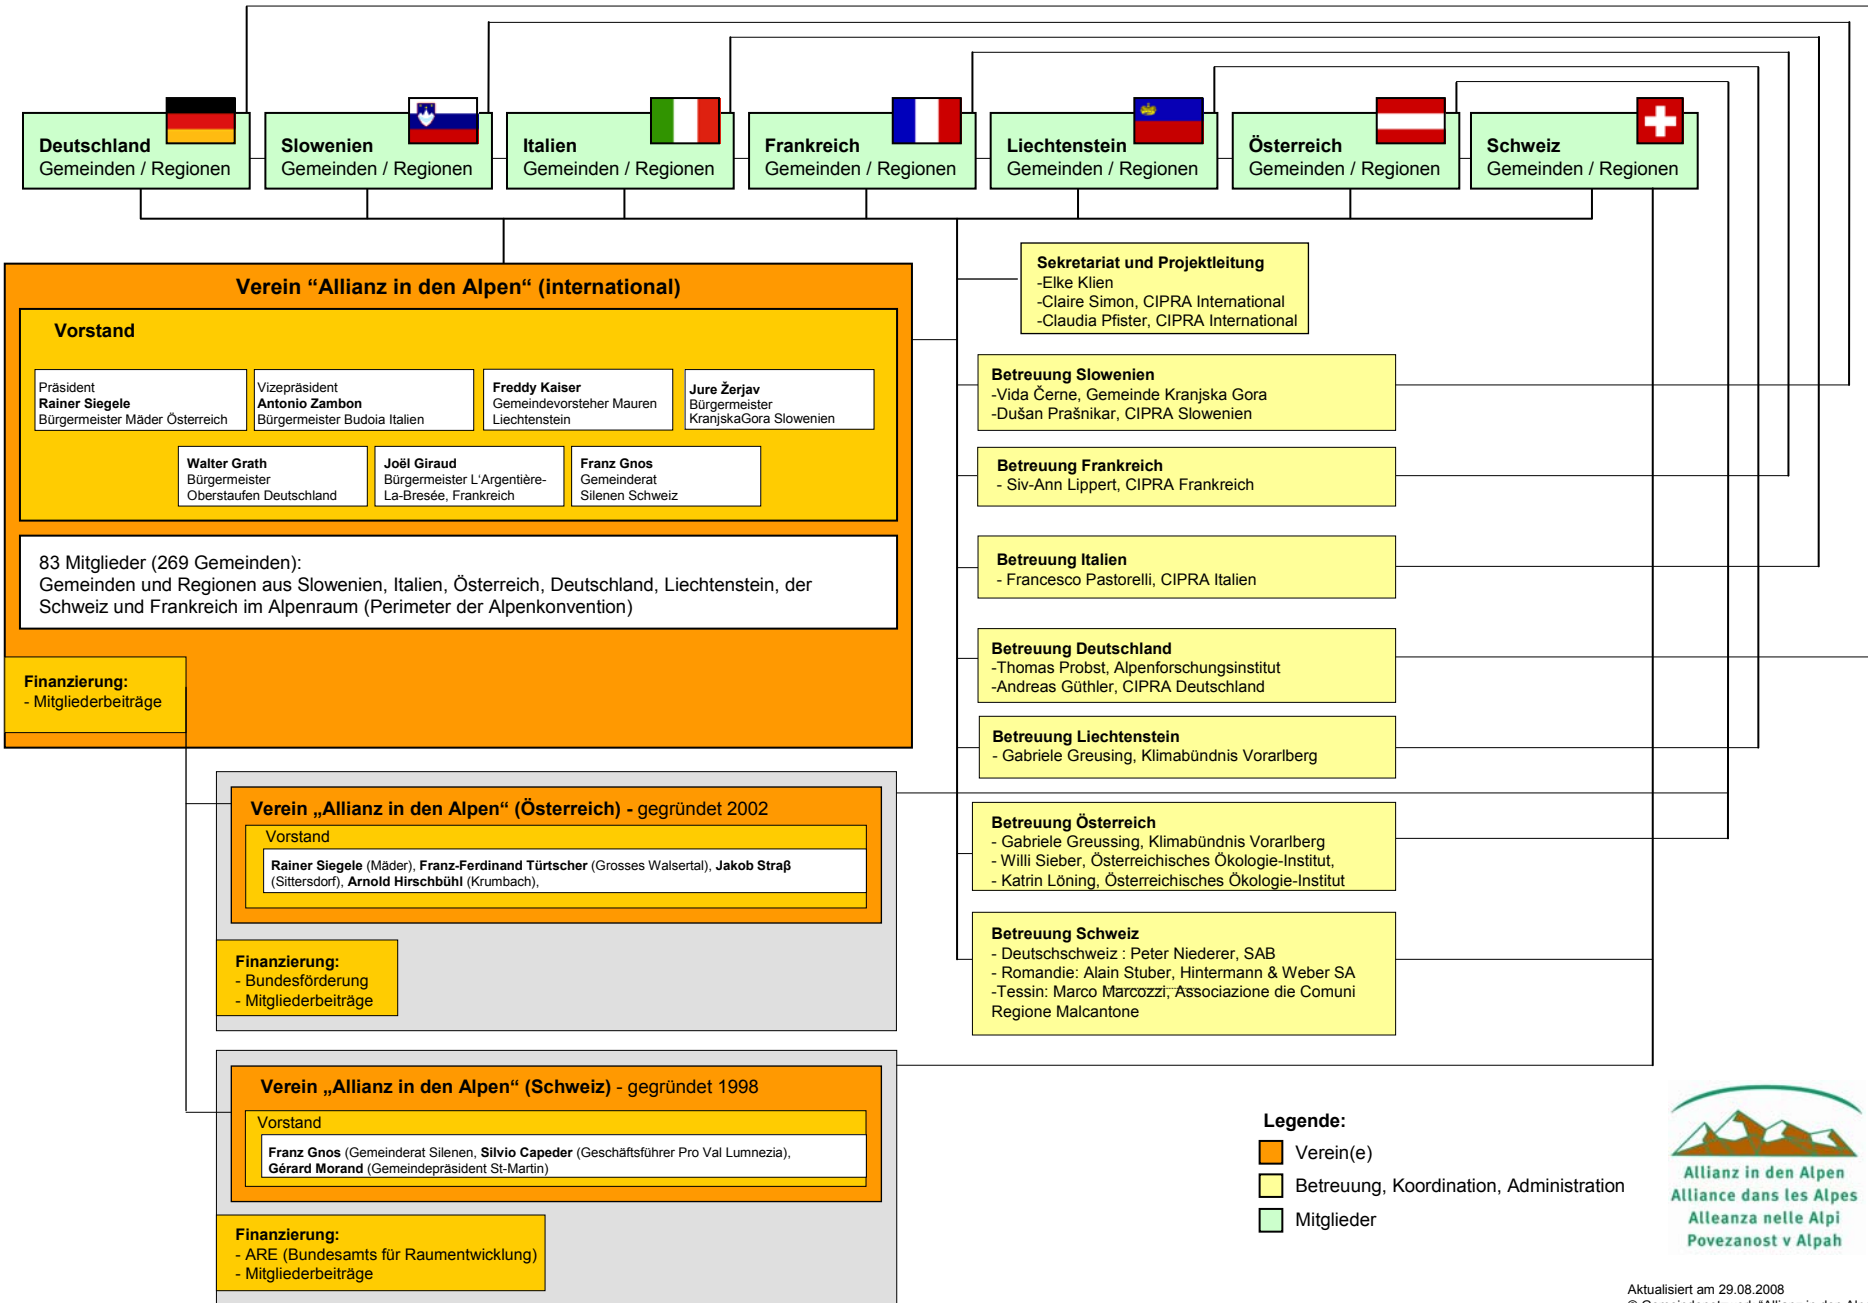 Deutschland
Gemeinden / Regionen
Slowenien
Gemeinden / Regionen
Italien
Gemeinden / Regionen
Frankreich
Gemeinden / Regionen
Liechtenstein
Gemeinden / Regionen
Österreich
Gemeinden / Regionen
Schweiz
Gemeinden / Regionen
Verein “Allianz in den Alpen“ (international)
Vorstand
Präsident
Rainer Siegele
Bürgermeister Mäder Österreich
Vizepräsident
Antonio Zambon
Bürgermeister Budoia Italien
Freddy Kaiser
Gemeindevorsteher Mauren
Liechtenstein
Jure Žerjav
Bürgermeister
KranjskaGora Slowenien
Walter Grath
Bürgermeister
Oberstaufen Deutschland
Joël Giraud
Bürgermeister L‘Argentière-
La-Bresée, Frankreich
Franz Gnos
Gemeinderat
Silenen Schweiz
83 Mitglieder (269 Gemeinden):
Gemeinden und Regionen aus Slowenien, Italien, Österreich, Deutschland, Liechtenstein, der
Schweiz und Frankreich im Alpenraum (Perimeter der Alpenkonvention)
Finanzierung:
- Mitgliederbeiträge
Verein „Allianz in den Alpen“ (Österreich) - gegründet 2002
Vorstand
Rainer Siegele (Mäder), Franz-Ferdinand Türtscher (Grosses Walsertal), Jakob Straβ
(Sittersdorf), Arnold Hirschbühl (Krumbach),
Finanzierung:
- Bundesförderung
- Mitgliederbeiträge
Verein „Allianz in den Alpen“ (Schweiz) - gegründet 1998
Vorstand
Franz Gnos (Gemeinderat Silenen, Silvio Capeder (Geschäftsführer Pro Val Lumnezia),
Gérard Morand (Gemeindepräsident St-Martin)
Finanzierung:
- ARE (Bundesamts für Raumentwicklung)
- Mitgliederbeiträge
Sekretariat und Projektleitung
-Elke Klien
-Claire Simon, CIPRA International
-Claudia Pfister, CIPRA International
Betreuung Slowenien
-Vida Černe, Gemeinde Kranjska Gora
-Dušan Prašnikar, CIPRA Slowenien
Betreuung Frankreich
- Siv-Ann Lippert, CIPRA Frankreich
Betreuung Italien
- Francesco Pastorelli, CIPRA Italien
Betreuung Deutschland
-Thomas Probst, Alpenforschungsinstitut
-Andreas Güthler, CIPRA Deutschland
Betreuung Liechtenstein
- Gabriele Greusing, Klimabündnis Vorarlberg
Betreuung Österreich
- Gabriele Greussing, Klimabündnis Vorarlberg
- Willi Sieber, Österreichisches Ökologie-Institut,
- Katrin Löning, Österreichisches Ökologie-Institut
Betreuung Schweiz
- Deutschschweiz : Peter Niederer, SAB
- Romandie: Alain Stuber, Hintermann & Weber SA
-Tessin: Marco Marcozzi, Associazione die Comuni
Regione Malcantone
Legende:
Verein(e)
Betreuung, Koordination, Administration
Mitglieder
Allianz in den Alpen
Alliance dans les Alpes
Alleanza nelle Alpi
Povezanost v Alpah
Aktualisiert am 29.08.2008